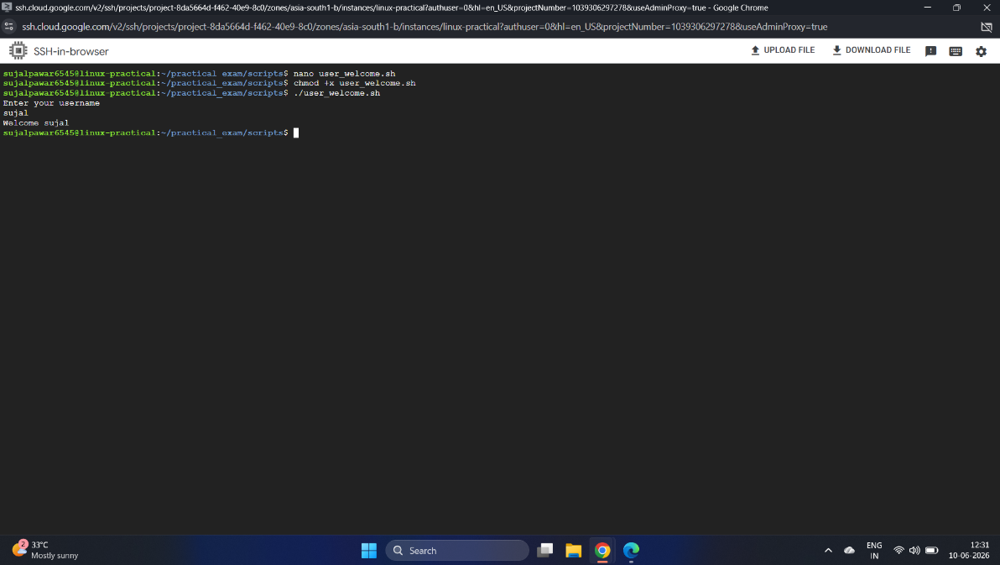 ssh.cloud.google.com/v2/ssh/projects/project-8da5664d-f462-40e9-8c0/zones/asia-south1-b/instances/linux-practical?authuser=0&hl=en_US&projectNumber=1039306297278&useAdminProxy=true - Google Chrome
ssh.cloud.google.com/v2/ssh/projects/project-8da5664d-f462-40e9-8c0/zones/asia-south1-b/instances/linux-practical?authuser=0&hl=en_US&projectNumber=1039306297278&useAdminProxy=true
SSH-in-browser
UPLOAD FILE
DOWNLOAD FILE
sujalpawar6545@linux-practical:~/practical_exam/scripts$ nano user_welcome.sh
sujalpawar6545@linux-practical:~/practical_exam/scripts$ chmod +x user_welcome.sh
sujalpawar6545@linux-practical:~/practical_exam/scripts$ ./user_welcome.sh
Enter your username
sujal
Welcome sujal
sujalpawar6545@linux-practical:~/practical_exam/scripts$
2
33°C
Mostly sunny
Search
ENG
IN
12:31
10-06-2026